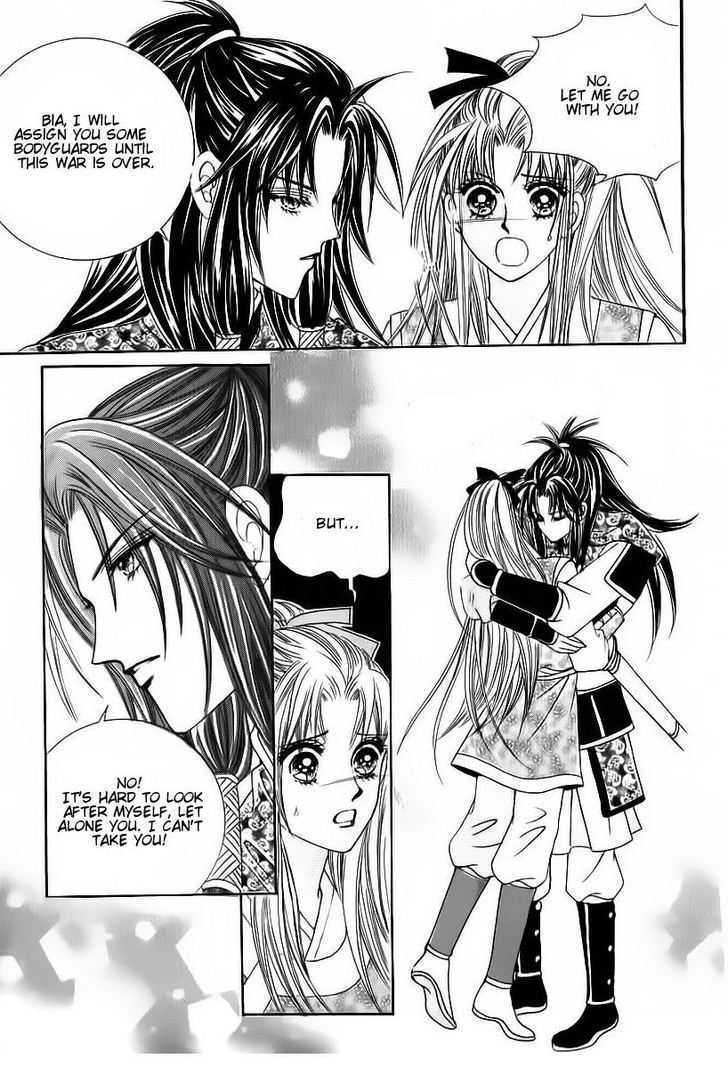 BIA, I WILL
ASSIGN YOU SOME
BODYGUARDS UNTIL
THIS WAR IS OVER.
NO.
LET ME GO
WITH YOU!
NO!
IT'S HARD TO LOOK
AFTER MYSELF, LET
ALONE YOU. I CAN'T
TAKE YOU!
BUT...